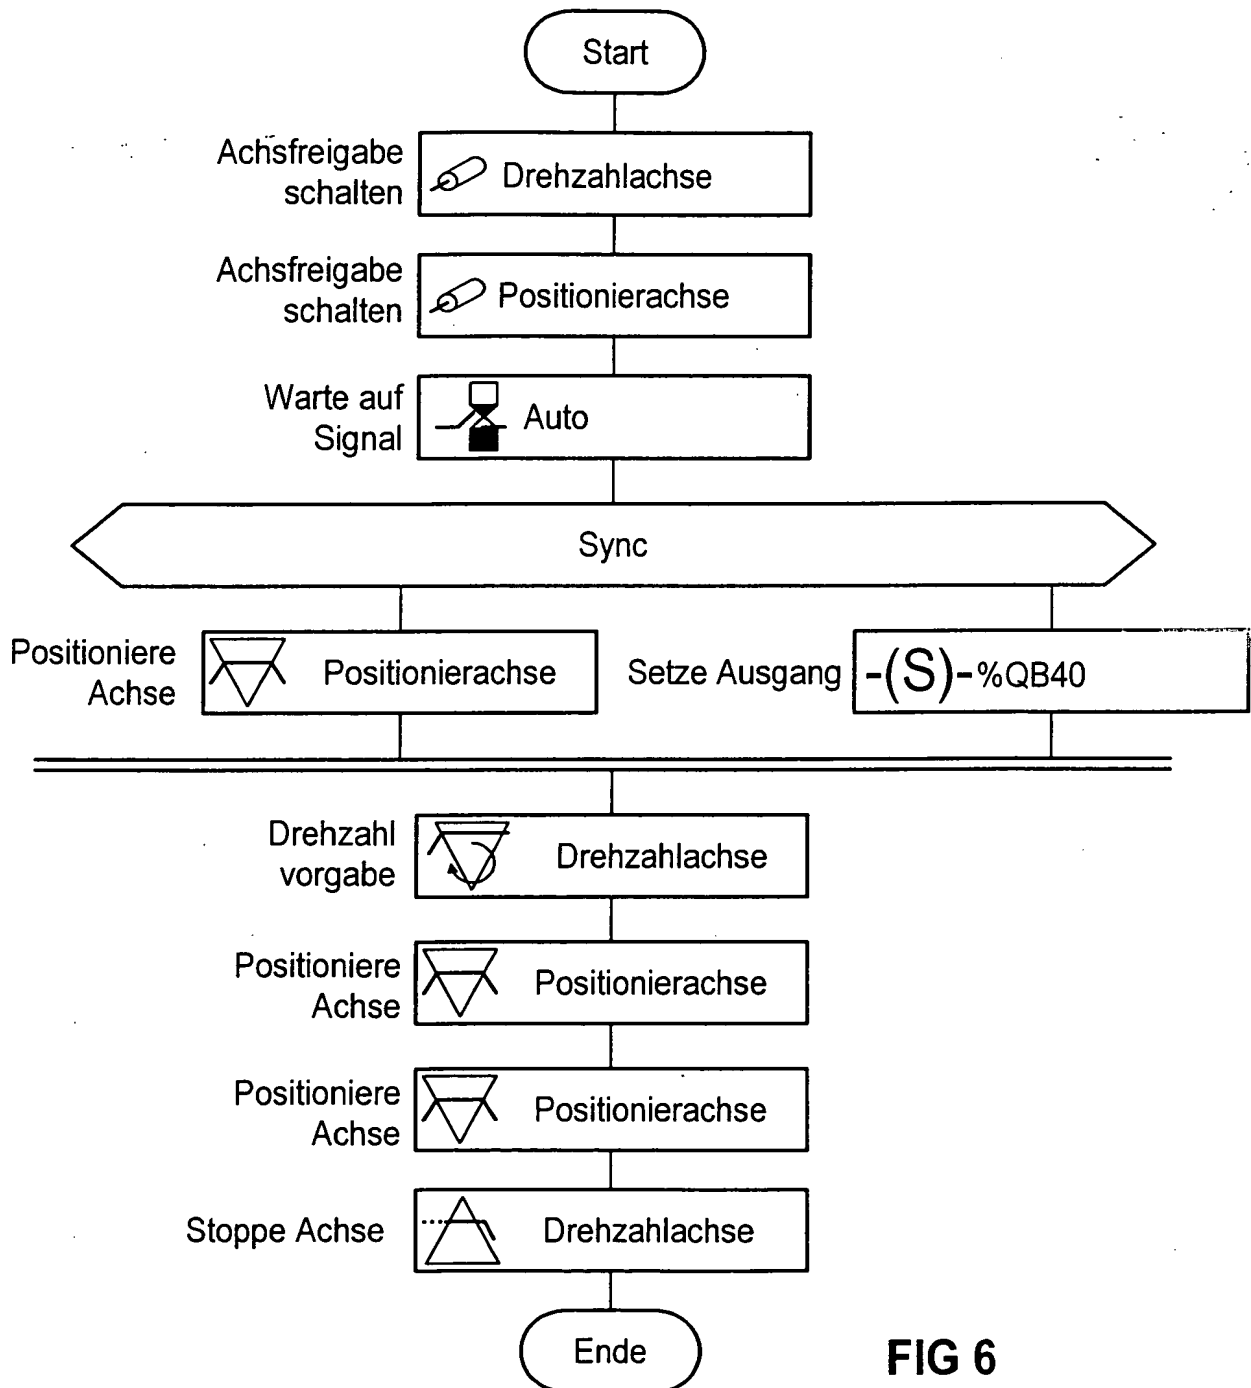 Start
Achsfreigabe
schalten
Drehzahlachse
Achsfreigabe
schalten
Positionierachse
Warte auf
Signal
Auto
Sync
Positioniere
Achse
Positionierachse
Setze Ausgang
-(S)-%QB40
Drehzahl
vorgabe
Drehzahlachse
Positioniere
Achse
Positionierachse
Positioniere
Achse
Positionierachse
Stoppe Achse
Drehzahlachse
Ende
FIG 6